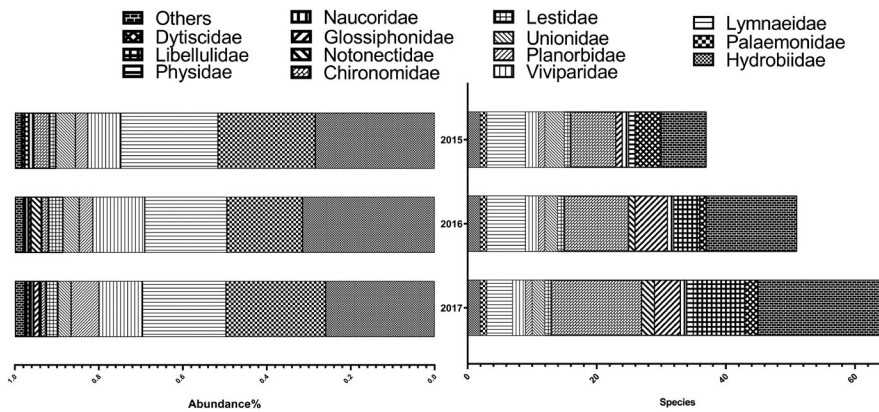 Others Naucoridae Lestidae Lymnaeidae
Dytiscidae Glossiphonidae Unionidae Palaemonidae
Libellulidae Notonectidae Planorbidae Hydrobiidae
Physidae Chironomidae Viviparidae
2015
2016
2017
1.0 0.8 0.6 0.4 0.2 0.0
Abundance%
0 20 40 60
Species